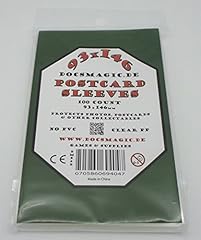 93x146
DOCSMAGIC.DE
POSTCARD
SLEEVES
100 COUNT
93x146mm
PROTECTS PHOTOS, POSTCARDS
& OTHER COLLECTABLES
NO PVC CLEAR PP
WWW.DOCSMAGIC.DE
GAMES & SUPPLIES
CE
0705860694047
Made in China